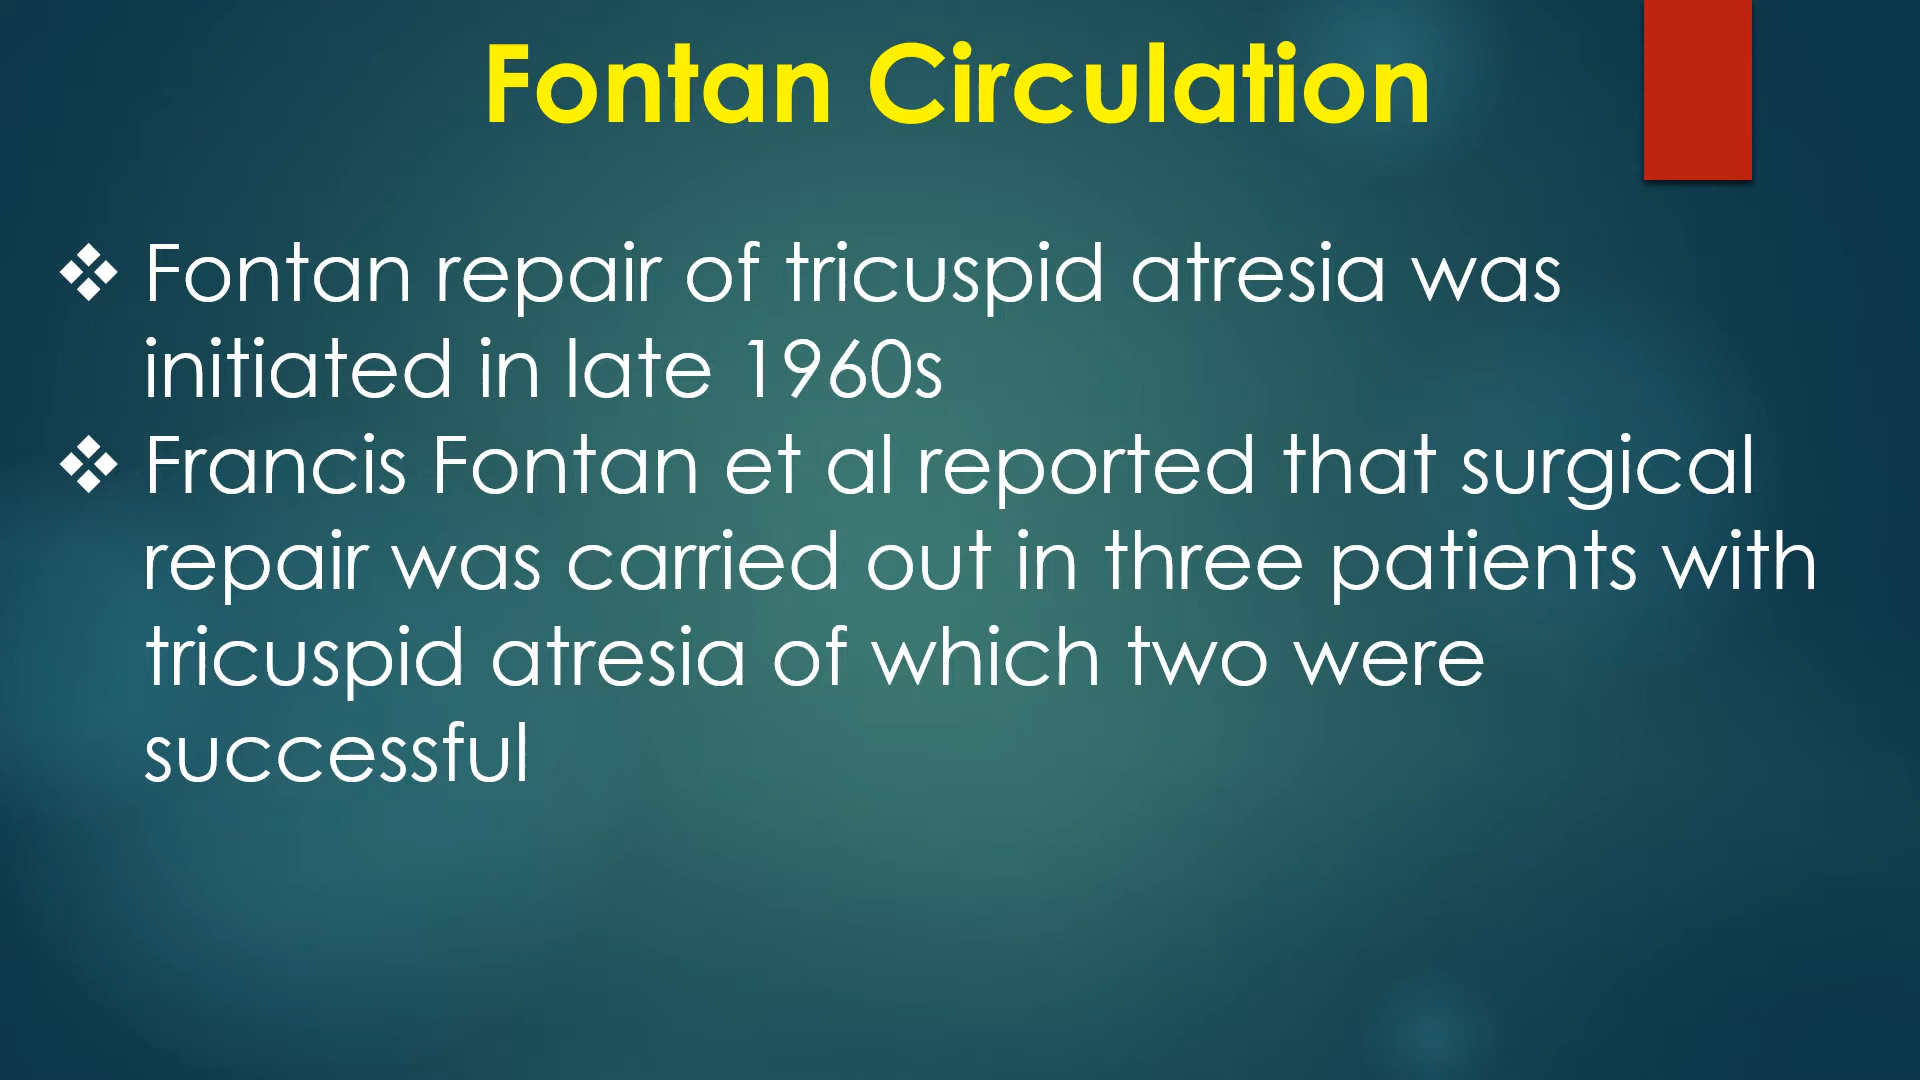 Fontan Circulation
❖ Fontan repair of tricuspid atresia was
initiated in late 1960s
❖ Francis Fontan et al reported that surgical
repair was carried out in three patients with
tricuspid atresia of which two were
successful